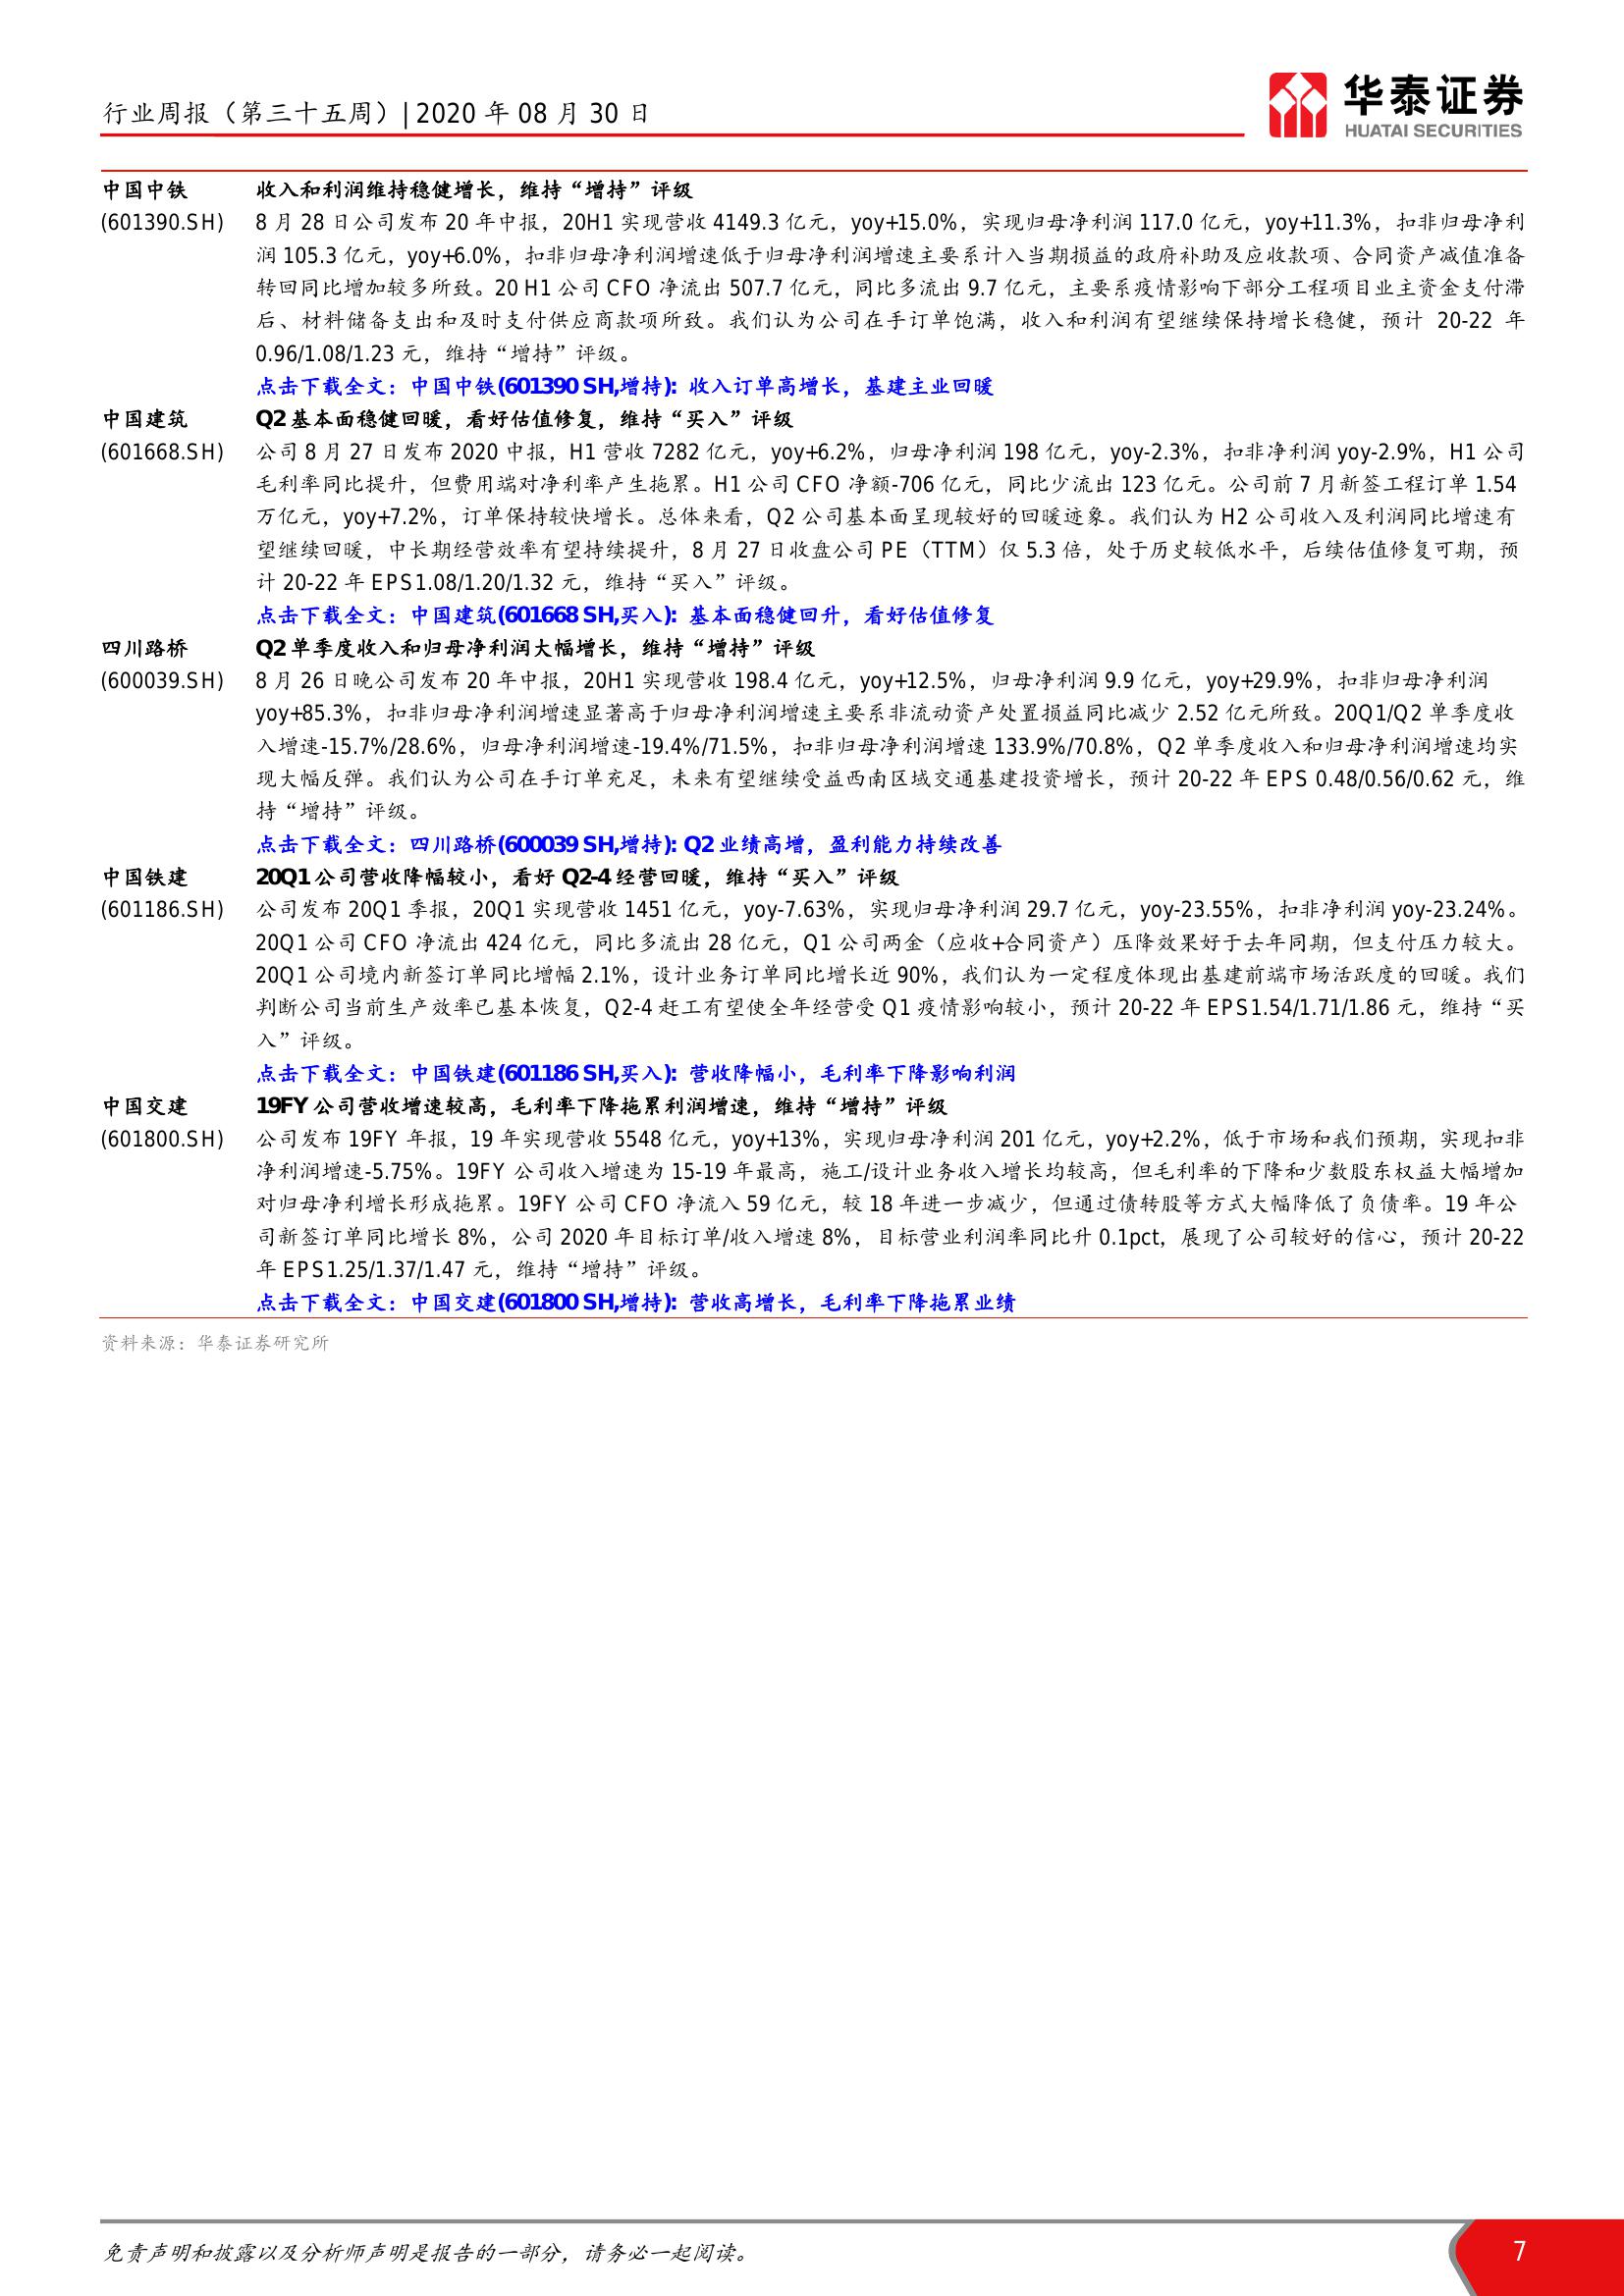 行业周报（第三十五周）| 2020 年 08 月 30 日
华泰证券
HUATAI SECURITIES
中国中铁 收入和利润维持稳健增长，维持“增持”评级
(601390.SH) 8 月 28 日公司发布 20 年中报，20H1 实现营收 4149.3 亿元，yoy+15.0%，实现归母净利润 117.0 亿元，yoy+11.3%，扣非归母净利
润 105.3 亿元，yoy+6.0%，扣非归母净利润增速低于归母净利润增速主要系计入当期损益的政府补助及应收款项、合同资产减值准备
转回同比增加较多所致。20 H1 公司 CFO 净流出 507.7 亿元，同比多流出 9.7 亿元，主要系疫情影响下部分工程项目业主资金支付滞
后、材料储备支出和及时支付供应商款项所致。我们认为公司在手订单饱满，收入和利润有望继续保持增长稳健，预计 20-22 年
0.96/1.08/1.23 元，维持“增持”评级。
点击下载全文：中国中铁(601390 SH,增持): 收入订单高增长，基建主业回暖
中国建筑 Q2 基本面稳健回暖，看好估值修复，维持“买入”评级
(601668.SH) 公司 8 月 27 日发布 2020 中报，H1 营收 7282 亿元，yoy+6.2%，归母净利润 198 亿元，yoy-2.3%，扣非净利润 yoy-2.9%，H1 公司
毛利率同比提升，但费用端对净利率产生拖累。H1 公司 CFO 净额-706 亿元，同比少流出 123 亿元。公司前 7 月新签工程订单 1.54
万亿元，yoy+7.2%，订单保持较快增长。总体来看，Q2 公司基本面呈现较好的回暖迹象。我们认为 H2 公司收入及利润同比增速有
望继续回暖，中长期经营效率有望持续提升，8 月 27 日收盘公司 PE（TTM）仅 5.3 倍，处于历史较低水平，后续估值修复可期，预
计 20-22 年 EPS1.08/1.20/1.32 元，维持“买入”评级。
点击下载全文：中国建筑(601668 SH,买入): 基本面稳健回升，看好估值修复
四川路桥 Q2 单季度收入和归母净利润大幅增长，维持“增持”评级
(600039.SH) 8 月 26 日晚公司发布 20 年中报，20H1 实现营收 198.4 亿元，yoy+12.5%，归母净利润 9.9 亿元，yoy+29.9%，扣非归母净利润
yoy+85.3%，扣非归母净利润增速显著高于归母净利润增速主要系非流动资产处置损益同比减少 2.52 亿元所致。20Q1/Q2 单季度收
入增速-15.7%/28.6%，归母净利润增速-19.4%/71.5%，扣非归母净利润增速 133.9%/70.8%，Q2 单季度收入和归母净利润增速均实
现大幅反弹。我们认为公司在手订单充足，未来有望继续受益西南区域交通基建投资增长，预计 20-22 年 EPS 0.48/0.56/0.62 元，维
持“增持”评级。
点击下载全文：四川路桥(600039 SH,增持): Q2 业绩高增，盈利能力持续改善
中国铁建 20Q1 公司营收降幅较小，看好 Q2-4 经营回暖，维持“买入”评级
(601186.SH) 公司发布 20Q1 季报，20Q1 实现营收 1451 亿元，yoy-7.63%，实现归母净利润 29.7 亿元，yoy-23.55%，扣非净利润 yoy-23.24%。
20Q1 公司 CFO 净流出 424 亿元，同比多流出 28 亿元，Q1 公司两金（应收+合同资产）压降效果好于去年同期，但支付压力较大。
20Q1 公司境内新签订单同比增幅 2.1%，设计业务订单同比增长近 90%，我们认为一定程度体现出基建前端市场活跃度的回暖。我们
判断公司当前生产效率已基本恢复，Q2-4 赶工有望使全年经营受 Q1 疫情影响较小，预计 20-22 年 EPS1.54/1.71/1.86 元，维持“买
入”评级。
点击下载全文：中国铁建(601186 SH,买入): 营收降幅小，毛利率下降影响利润
中国交建 19FY 公司营收增速较高，毛利率下降拖累利润增速，维持“增持”评级
(601800.SH) 公司发布 19FY 年报，19 年实现营收 5548 亿元，yoy+13%，实现归母净利润 201 亿元，yoy+2.2%，低于市场和我们预期，实现扣非
净利润增速-5.75%。19FY 公司收入增速为 15-19 年最高，施工/设计业务收入增长均较高，但毛利率的下降和少数股东权益大幅增加
对归母净利增长形成拖累。19FY 公司 CFO 净流入 59 亿元，较 18 年进一步减少，但通过债转股等方式大幅降低了负债率。19 年公
司新签订单同比增长 8%，公司 2020 年目标订单/收入增速 8%，目标营业利润率同比升 0.1pct，展现了公司较好的信心，预计 20-22
年 EPS1.25/1.37/1.47 元，维持“增持”评级。
点击下载全文：中国交建(601800 SH,增持): 营收高增长，毛利率下降拖累业绩
资料来源：华泰证券研究所
免责声明和披露以及分析师声明是报告的一部分，请务必一起阅读。
7